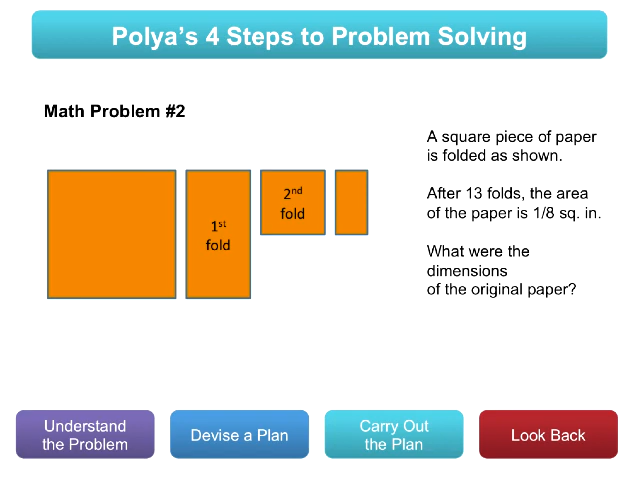 Polya's 4 Steps to Problem Solving
Math Problem #2
A square piece of paper
is folded as shown.
After 13 folds, the area
of the paper is 1/8 sq. in.
What were the
dimensions
of the original paper?
1st
fold
2nd
fold
Understand
the Problem
Devise a Plan
Carry Out
the Plan
Look Back